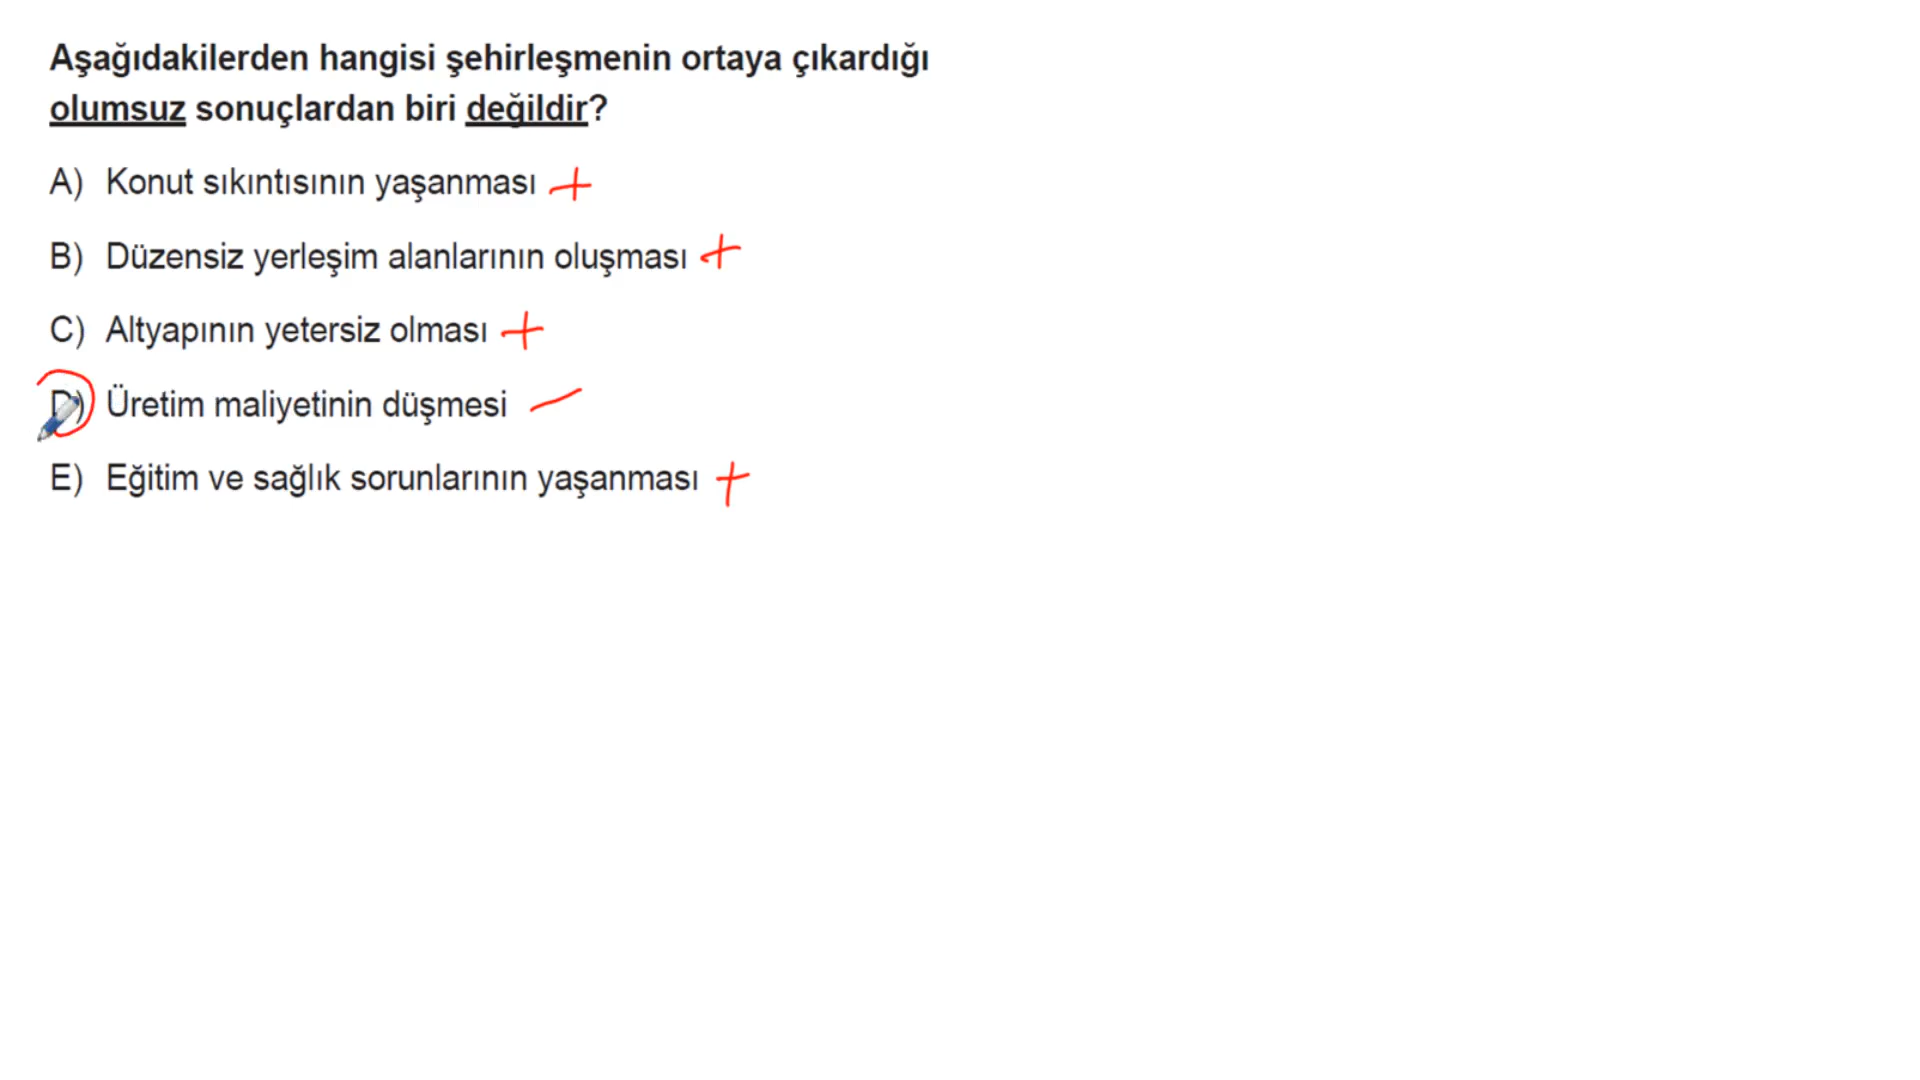 Aşağıdakilerden hangisi şehirleşmenin ortaya çıkardığı
olumsuz sonuçlardan biri değildir?
A) Konut sıkıntısının yaşanması +
B) Düzensiz yerleşim alanlarının oluşması +
C) Altyapının yetersiz olması +
D) Üretim maliyetinin düşmesi –
E) Eğitim ve sağlık sorunlarının yaşanması +